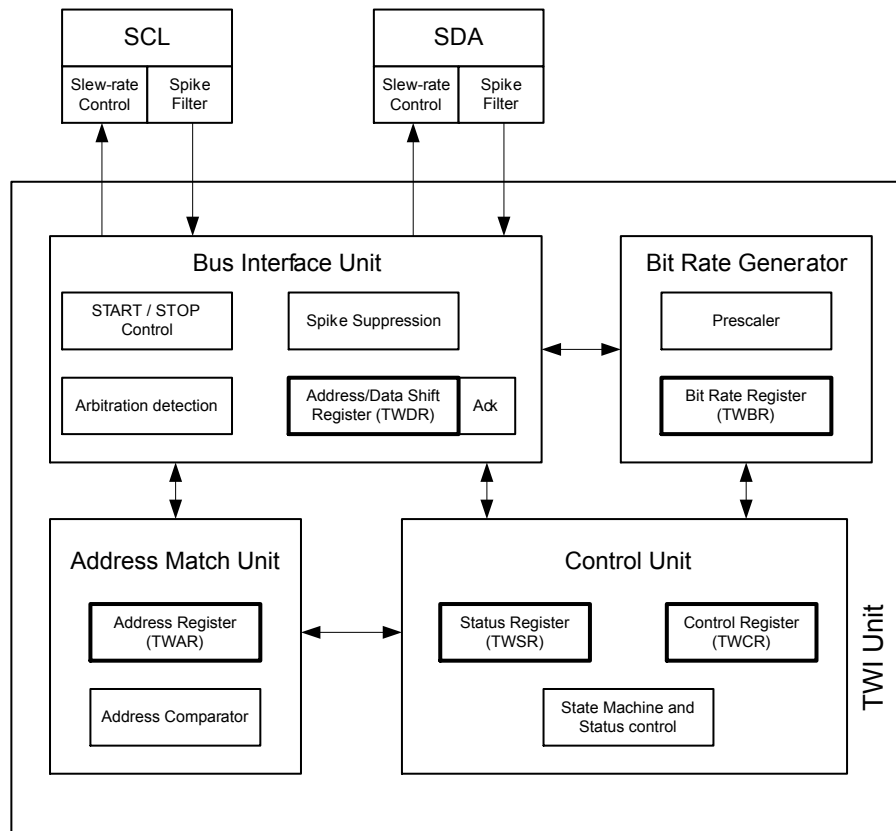 SCL
SDA
Slew-rate
Control
Spike
Filter
Slew-rate
Control
Spike
Filter
Bus Interface Unit
START / STOP
Control
Spike Suppression
Arbitration detection
Address/Data Shift
Register (TWDR)
Ack
Bit Rate Generator
Prescaler
Bit Rate Register
(TWBR)
Address Match Unit
Address Register
(TWAR)
Address Comparator
Control Unit
Status Register
(TWSR)
Control Register
(TWCR)
State Machine and
Status control
TWI Unit